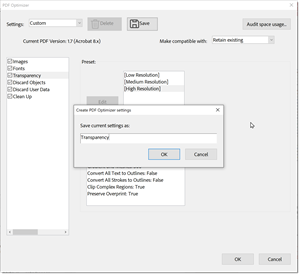 PDF Optimizer
Settings: Custom Delete Save Audit space usage...
Current PDF Version: 1.7 (Acrobat 8.x) Make compatible with: Retain existing
Images
Fonts
Transparency
Discard Objects
Discard User Data
Clean Up
Preset:
[Low Resolution]
[Medium Resolution]
[High Resolution]
Edit
Create PDF Optimizer settings
Save current settings as:
Transparency
OK Cancel
Convert All Text to Outlines: False
Convert All Strokes to Outlines: False
Clip Complex Regions: True
Preserve Overprint: True
OK Cancel